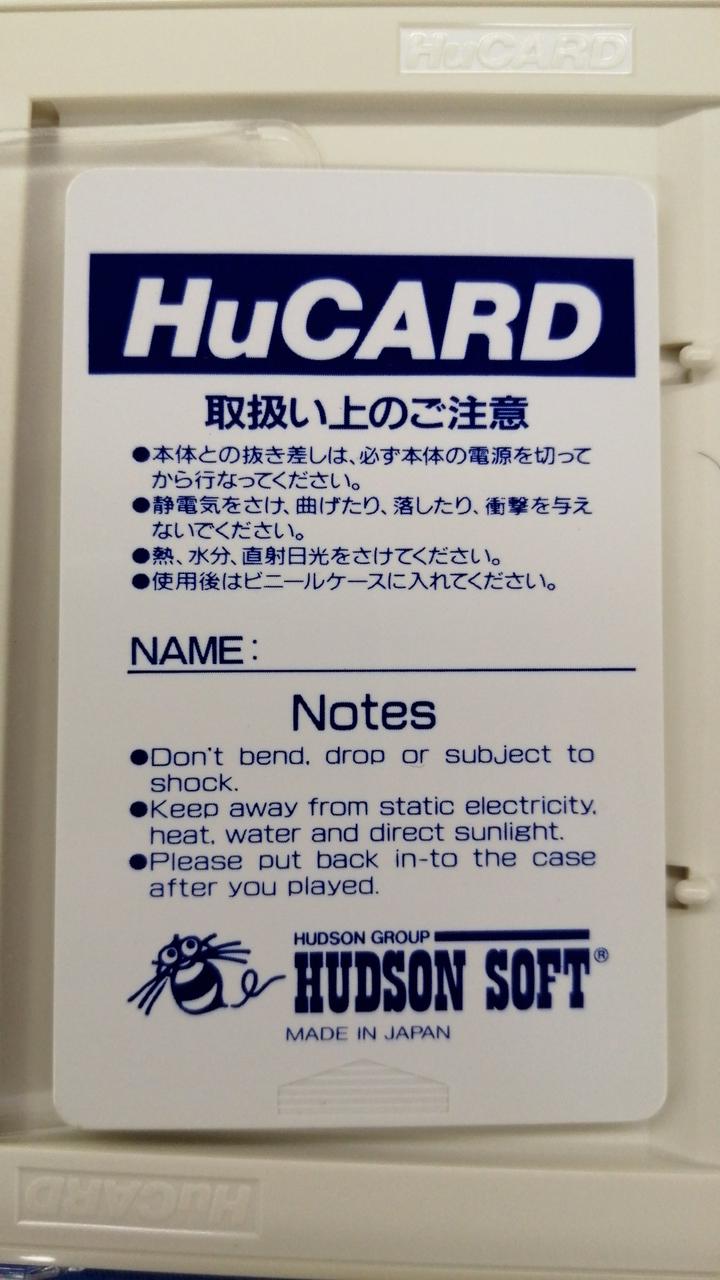 HuCARD
HuCARD
取扱い上のご注意
●本体との抜き差しは、必ず本体の電源を切って
から行なってください。
●静電気をさけ、曲げたり、落したり、衝撃を与え
ないでください。
●熱、水分、直射日光をさけてください。
●使用後はビニールケースに入れてください。
NAME:
Notes
●Don't bend, drop or subject to
shock.
●Keep away from static electricity,
heat, water and direct sunlight.
●Please put back in-to the case
after you played.
HUDSON GROUP
HUDSON SOFT®
MADE IN JAPAN
HuCARD